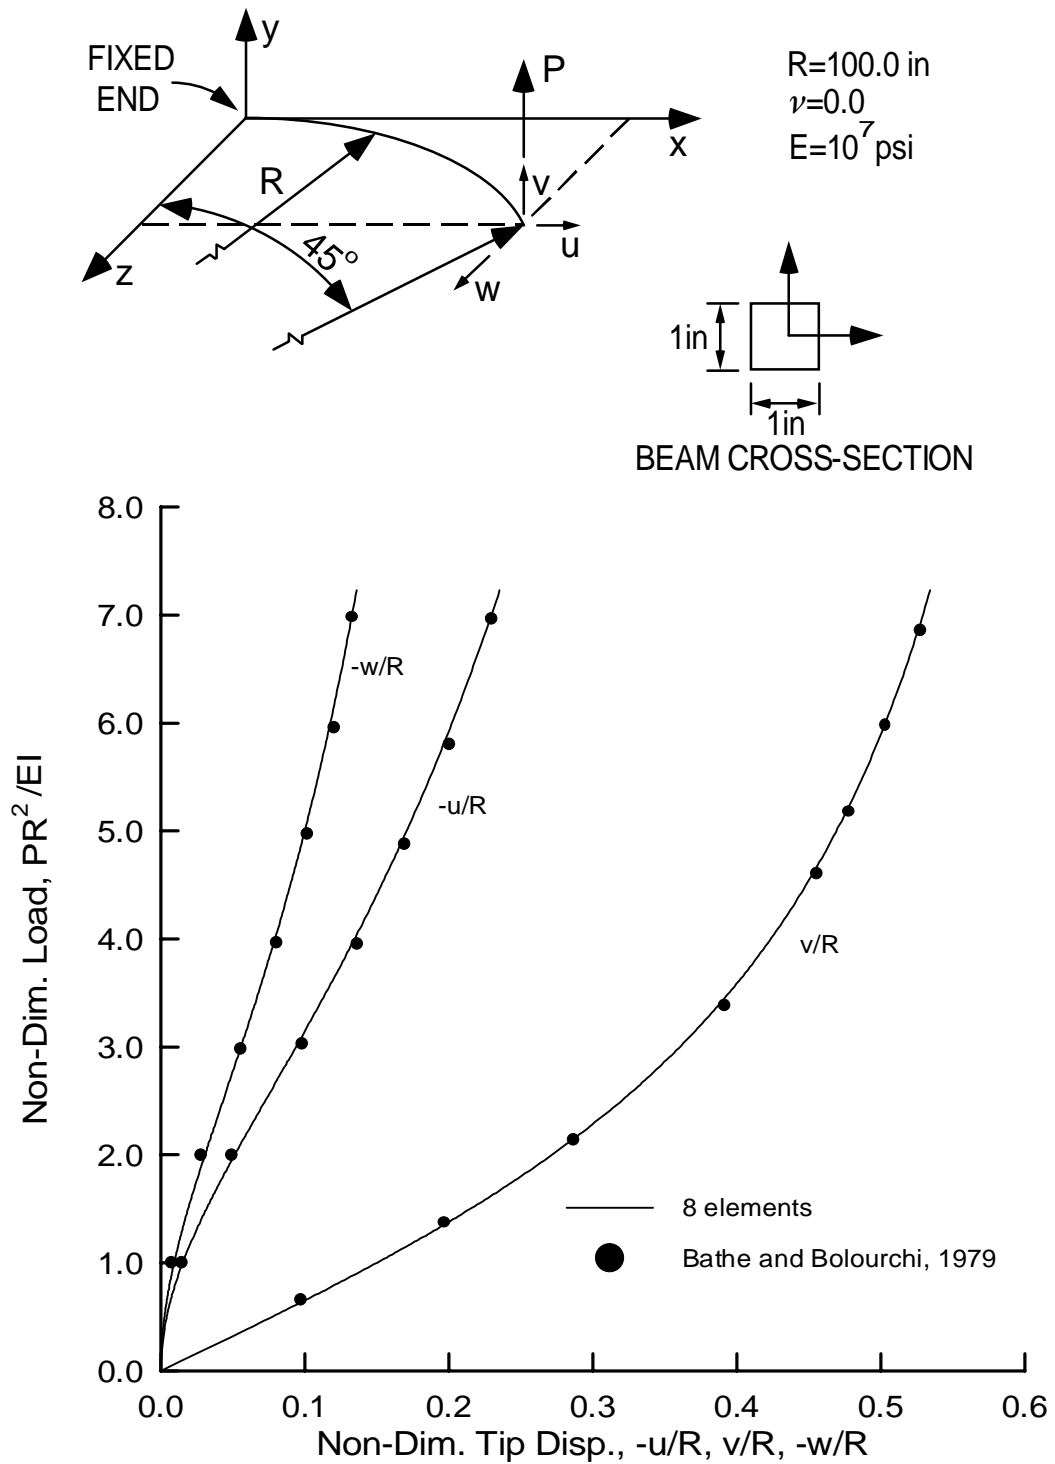 y
FIXED
END
P
R=100.0 in
ν=0.0
E=10⁷psi
x
R
v
45°
u
z
w
1in
1in
BEAM CROSS-SECTION
8.0
7.0
6.0
5.0
4.0
3.0
2.0
1.0
0.0
Non-Dim. Load, PR² /EI
-w/R
-u/R
v/R
8 elements
Bathe and Bolourchi, 1979
0.0 0.1 0.2 0.3 0.4 0.5 0.6
Non-Dim. Tip Disp., -u/R, v/R, -w/R